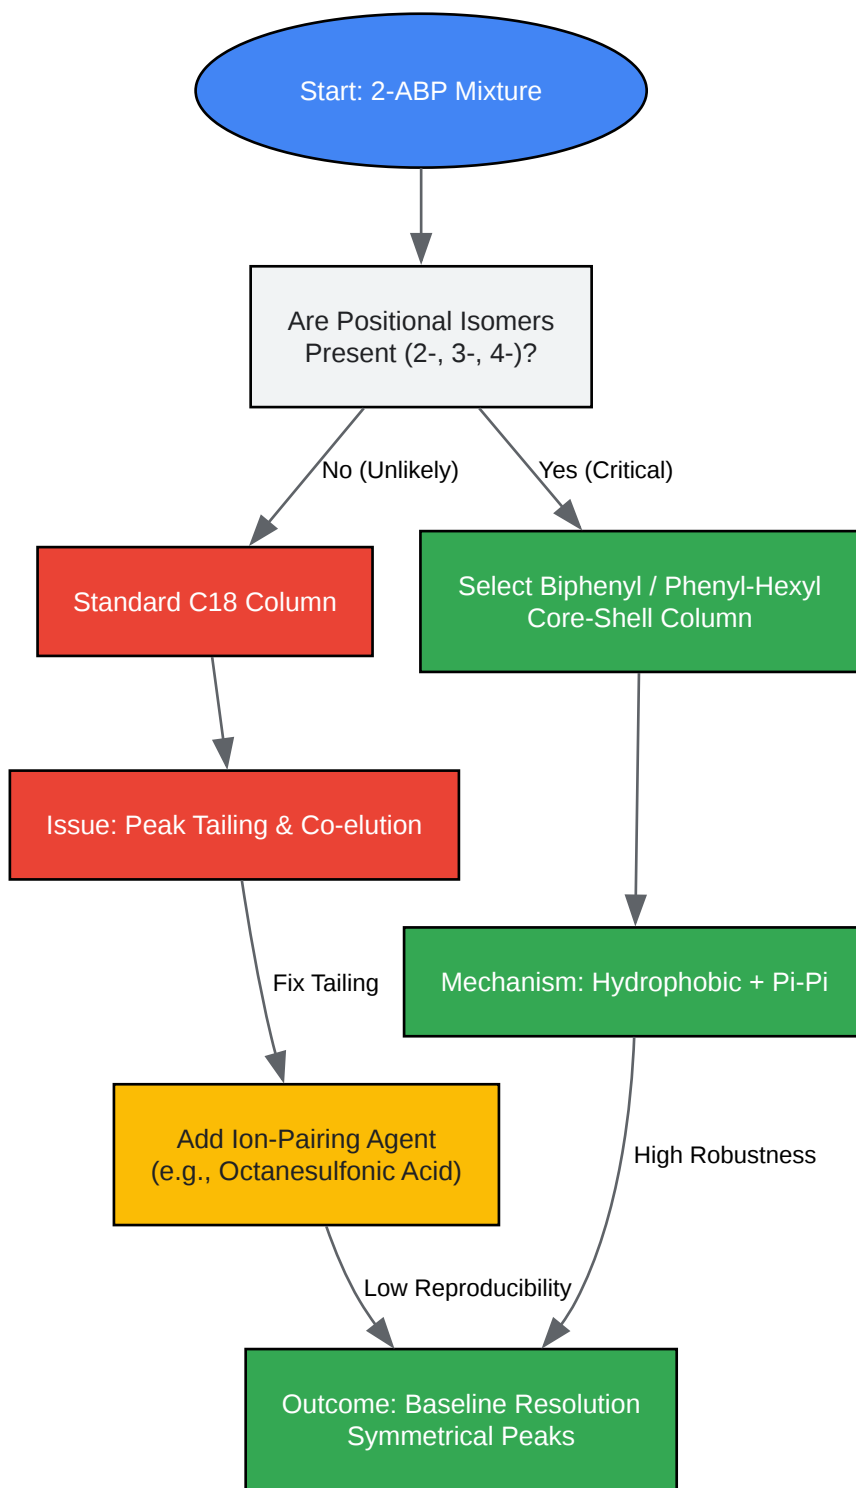 Start: 2-ABP Mixture
Are Positional Isomers
Present (2-, 3-, 4-)?
No (Unlikely)
Yes (Critical)
Standard C18 Column
Select Biphenyl / Phenyl-Hexyl
Core-Shell Column
Issue: Peak Tailing & Co-elution
Fix Tailing
Mechanism: Hydrophobic + Pi-Pi
Add Ion-Pairing Agent
(e.g., Octanesulfonic Acid)
High Robustness
Low Reproducibility
Outcome: Baseline Resolution
Symmetrical Peaks